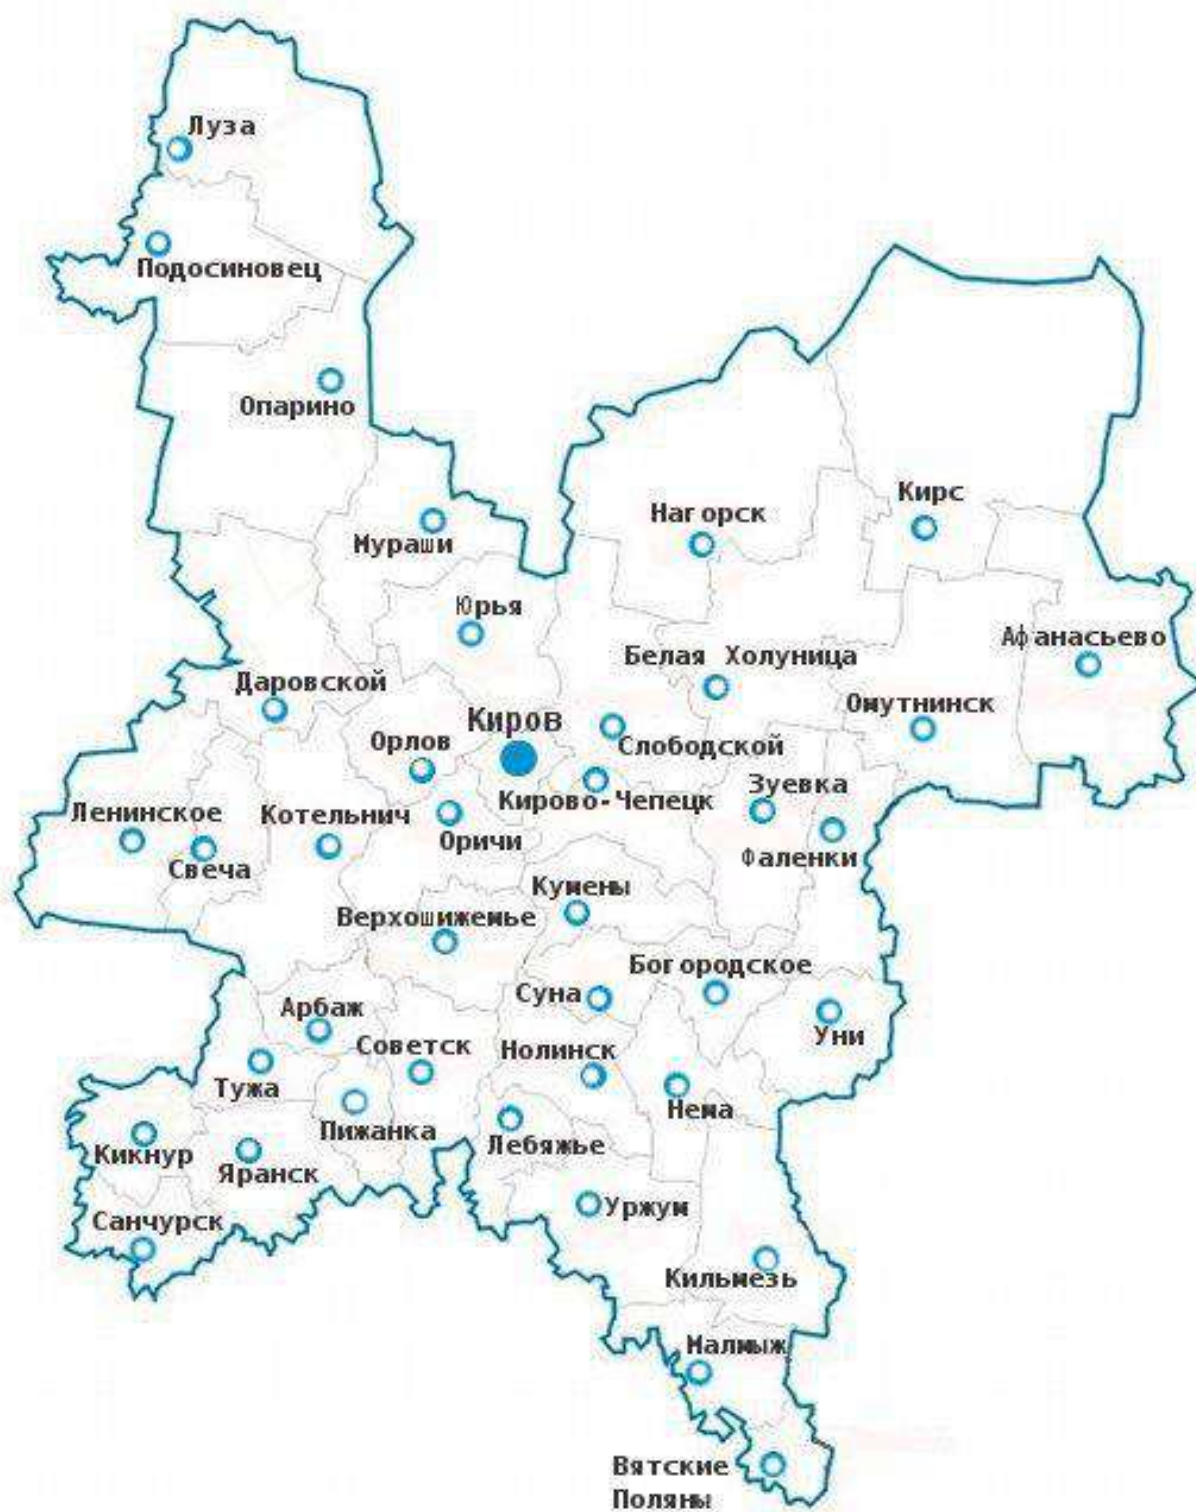 Луза
Подосиновец
Опарино
Кирс
Нагорск
Мураши
Юрья
Афанасьево
Белая Холуница
Даровской
Омутнинск
Киров
Орлов
Слободской
Зуевка
Кирово-Чепецк
Ленинское
Котельнич
Оричи
Фаленки
Свеча
Кумены
Верхошижемье
Богородское
Суна
Арбаж
Уни
Советск
Нолинск
Тужа
Нема
Пижанка
Лебяжье
Кикнур
Яранск
Уржум
Санчурск
Кильмезь
Малмыж
Вятские
Поляны